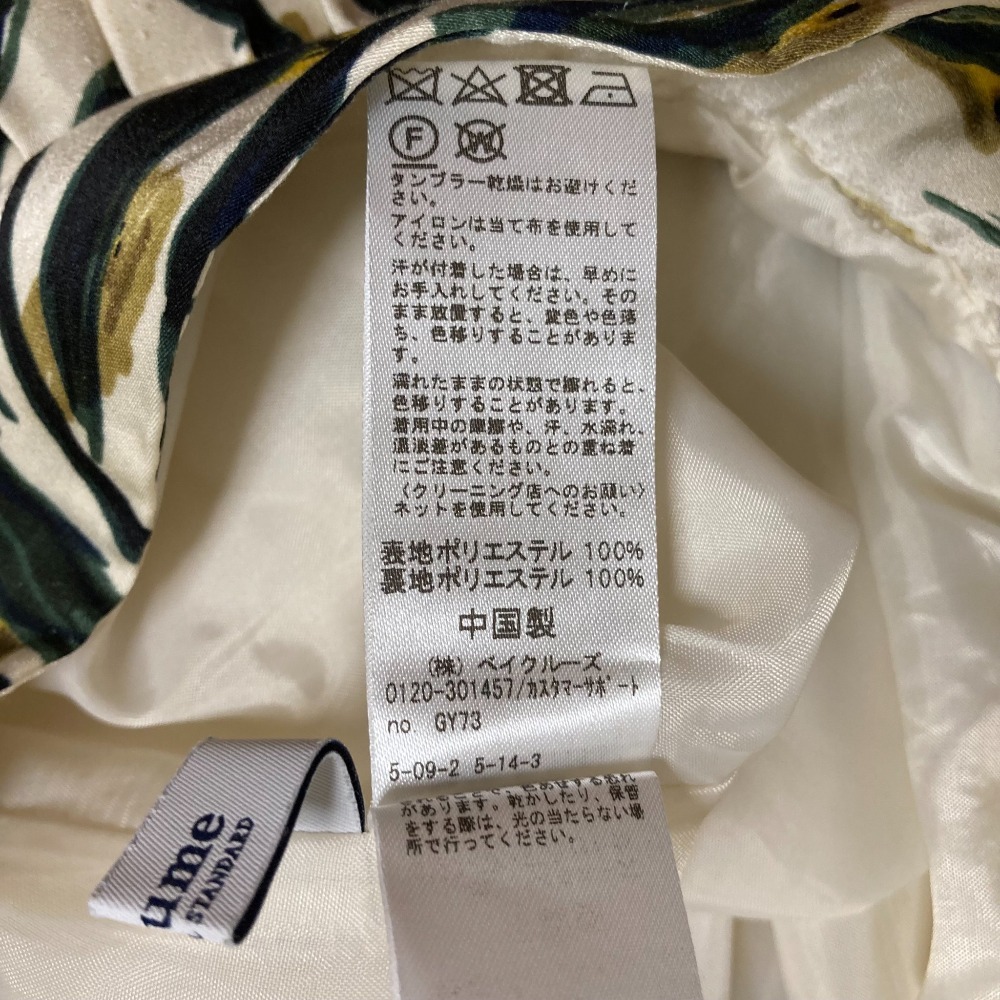 F
W
タンブラー乾燥はお避けくだ
さい。
アイロンは当て布を使用して
ください。
汗が付着した場合は、早めに
お手入れしてください。その
まま放置すると、変色や色落
ち、色移りすることがありま
す。
濡れたままの状態で擦れると、
色移りすることがあります。
着用中の摩擦や、汗、水濡れ、
濃淡差があるものとの重ね着
にご注意ください。
〈クリーニング店へのお願い〉
ネットを使用してください。
表地ポリエステル 100%
裏地ポリエステル 100%
中国製
(株) ベイクルーズ
0120-301457/カスタマーサポート
no. GY73
5-09-2 5-14-3
があります。乾かしたり、保管
をする際は、光の当たらない場
所で行ってください。
ume
STANDARD